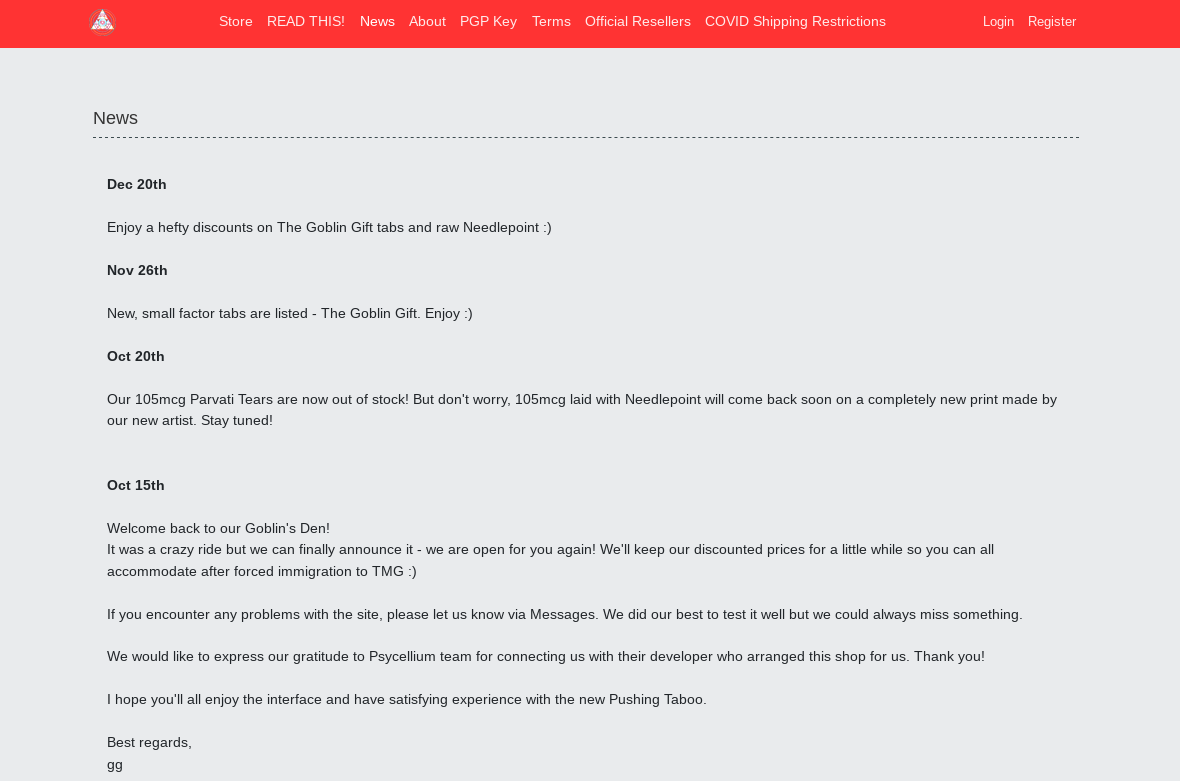 Store READ THIS! News About PGP Key Terms Official Resellers COVID Shipping Restrictions Login Register
News
Dec 20th
Enjoy a hefty discounts on The Goblin Gift tabs and raw Needlepoint :)
Nov 26th
New, small factor tabs are listed - The Goblin Gift. Enjoy :)
Oct 20th
Our 105mcg Parvati Tears are now out of stock! But don't worry, 105mcg laid with Needlepoint will come back soon on a completely new print made by
our new artist. Stay tuned!
Oct 15th
Welcome back to our Goblin's Den!
It was a crazy ride but we can finally announce it - we are open for you again! We'll keep our discounted prices for a little while so you can all
accommodate after forced immigration to TMG :)
If you encounter any problems with the site, please let us know via Messages. We did our best to test it well but we could always miss something.
We would like to express our gratitude to Psycellium team for connecting us with their developer who arranged this shop for us. Thank you!
I hope you'll all enjoy the interface and have satisfying experience with the new Pushing Taboo.
Best regards,
gg